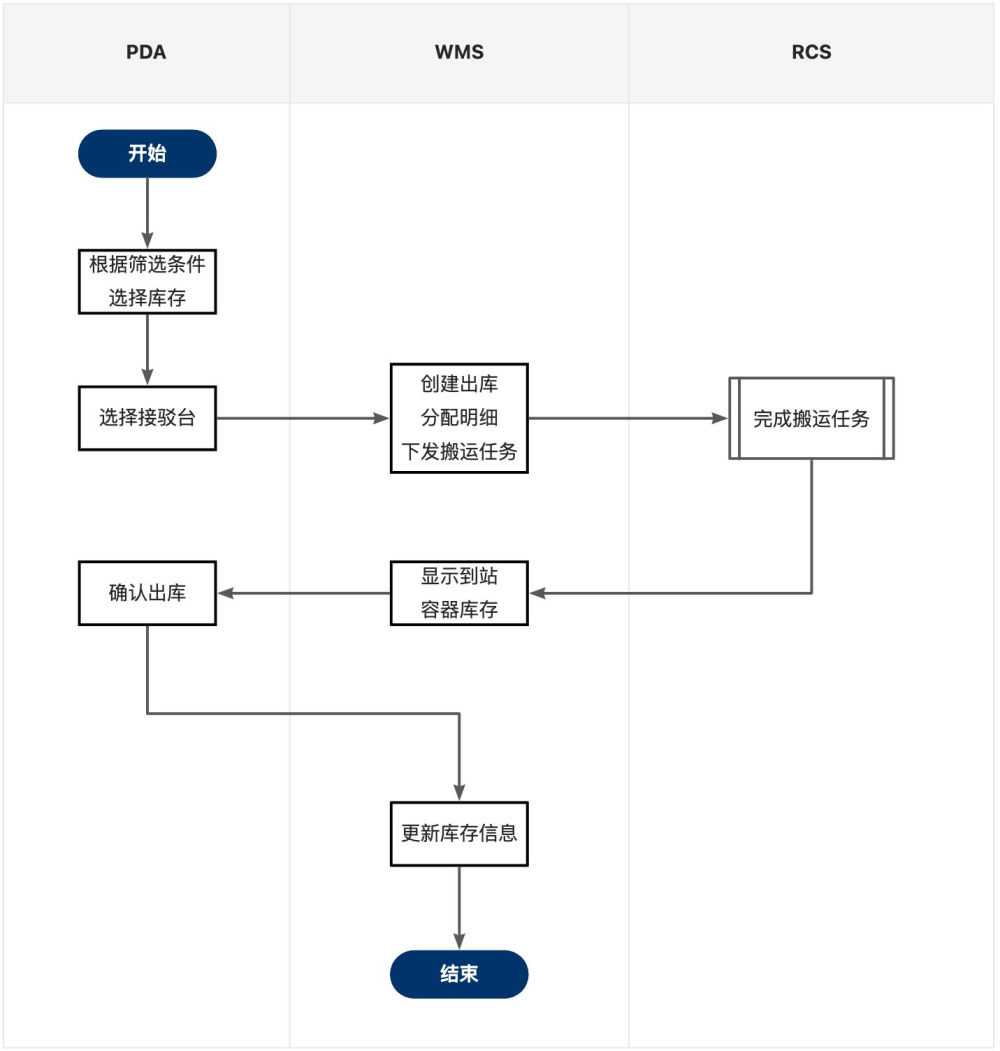 PDA
WMS
RCS
开始
根据筛选条件
选择库存
选择接驳台
创建出库
分配明细
下发搬运任务
完成搬运任务
确认出库
显示到站
容器库存
更新库存信息
结束